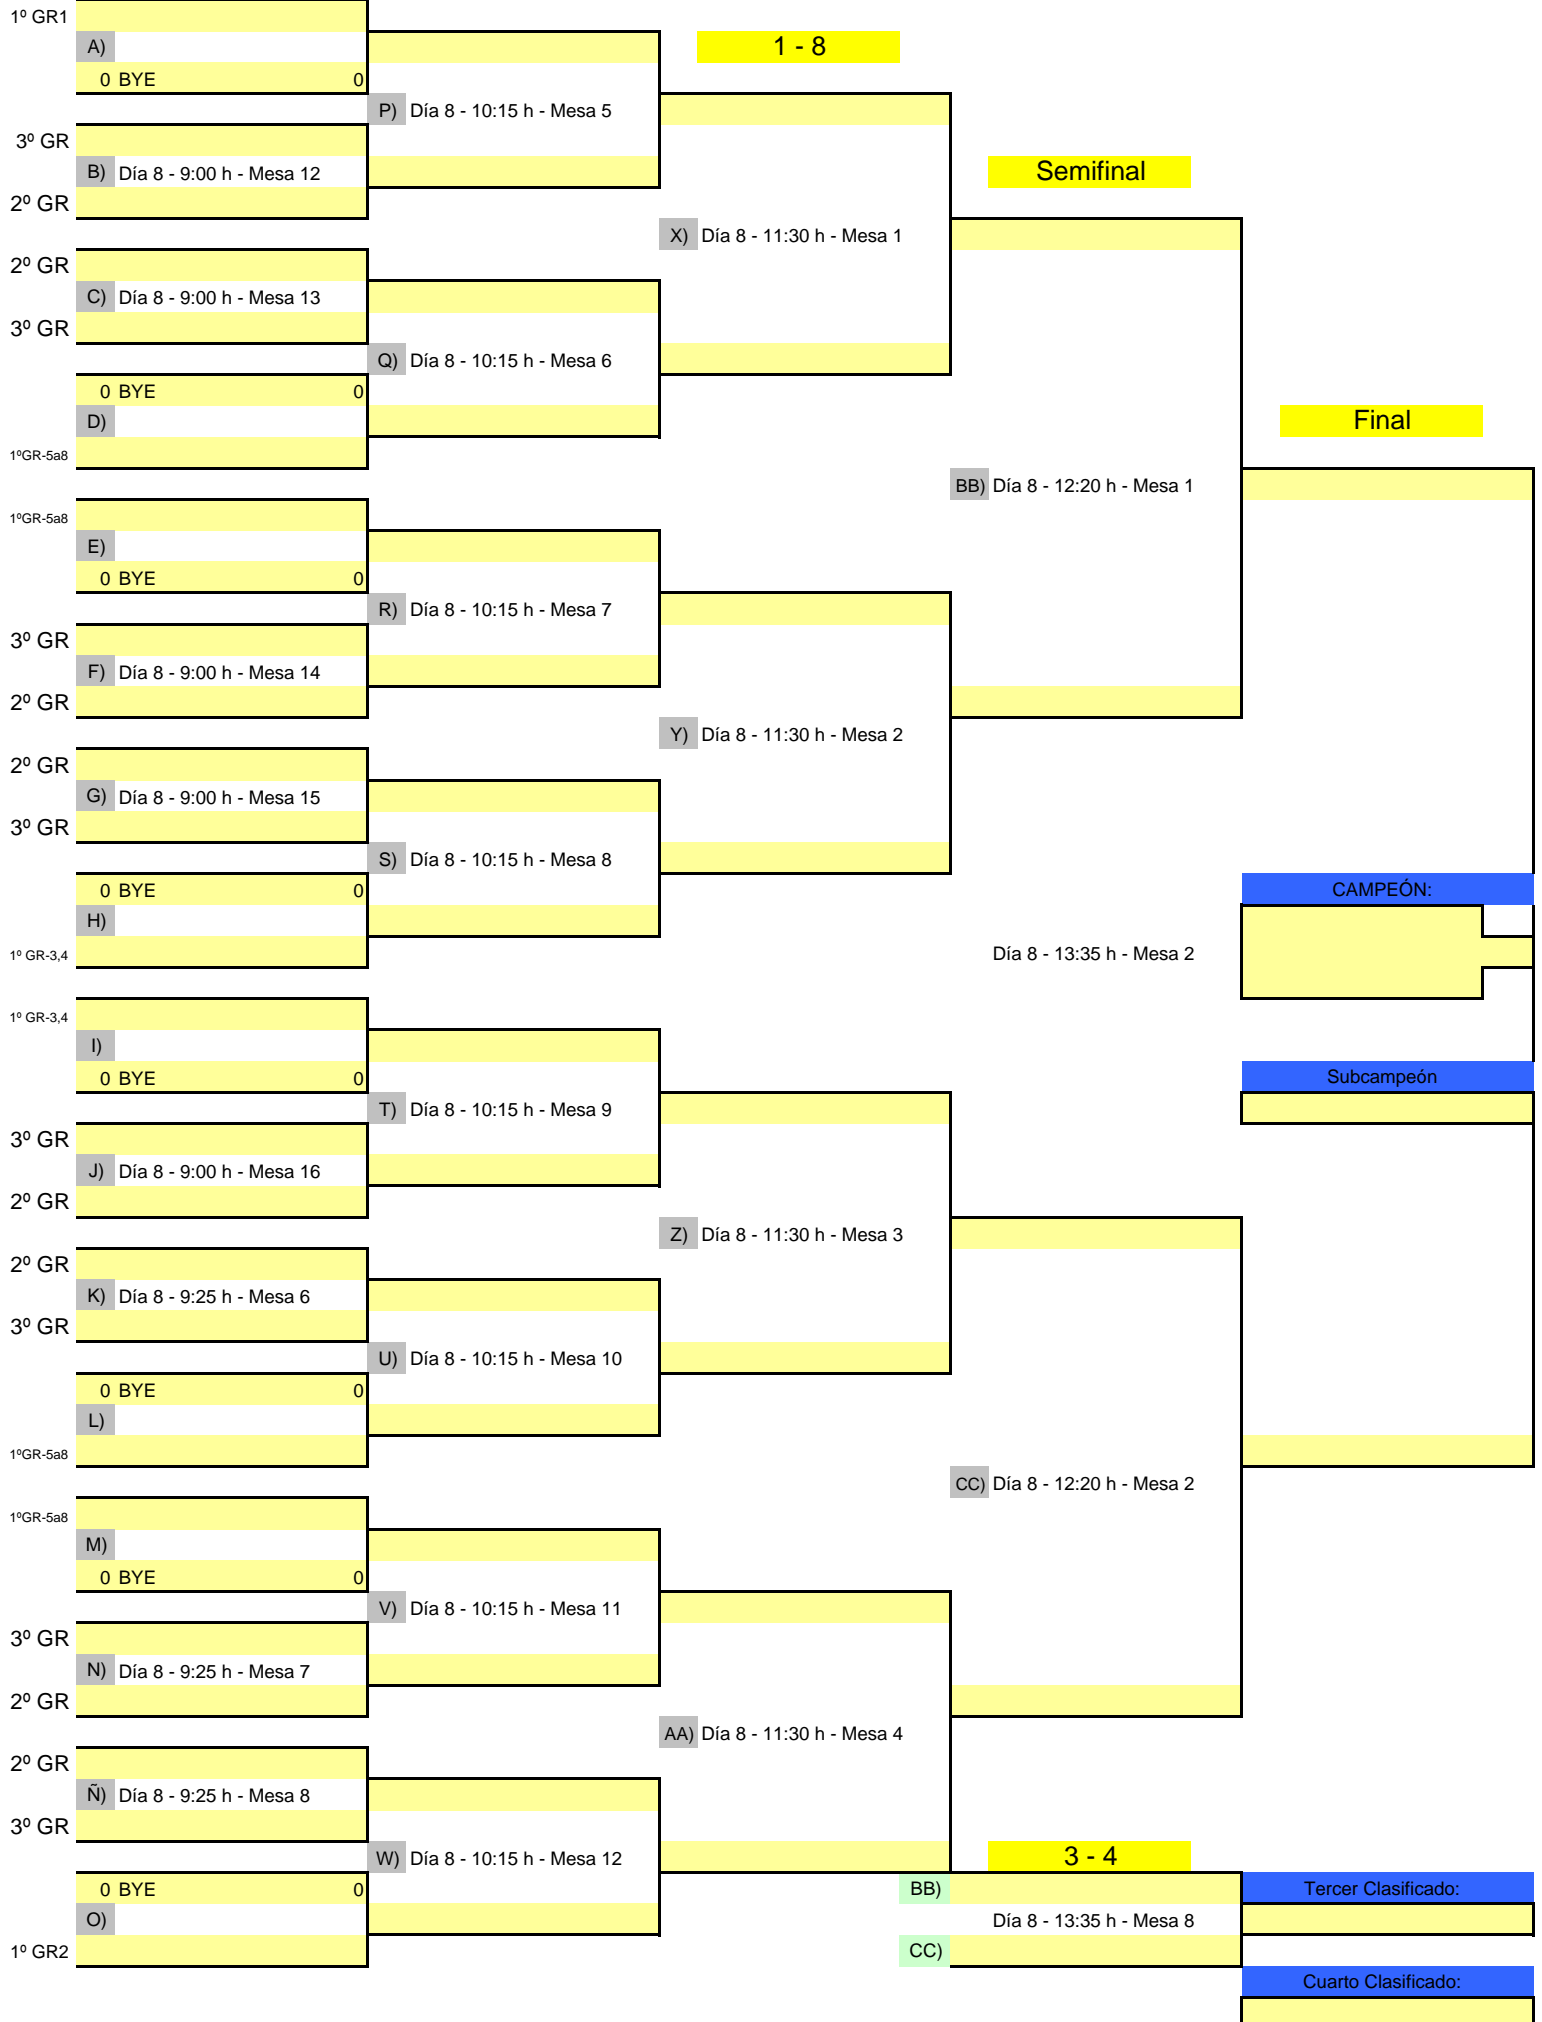 1º GR1
A)
1 - 8
0 BYE 0
P) Día 8 - 10:15 h - Mesa 5
3º GR
B) Día 8 - 9:00 h - Mesa 12
Semifinal
2º GR
X) Día 8 - 11:30 h - Mesa 1
2º GR
C) Día 8 - 9:00 h - Mesa 13
3º GR
Q) Día 8 - 10:15 h - Mesa 6
0 BYE 0
D)
Final
1ºGR-5a8
BB) Día 8 - 12:20 h - Mesa 1
1ºGR-5a8
E)
0 BYE 0
R) Día 8 - 10:15 h - Mesa 7
3º GR
F) Día 8 - 9:00 h - Mesa 14
2º GR
Y) Día 8 - 11:30 h - Mesa 2
2º GR
G) Día 8 - 9:00 h - Mesa 15
3º GR
S) Día 8 - 10:15 h - Mesa 8
0 BYE 0
CAMPEÓN:
H)
1º GR-3,4
Día 8 - 13:35 h - Mesa 2
1º GR-3,4
I)
0 BYE 0
Subcampeón
T) Día 8 - 10:15 h - Mesa 9
3º GR
J) Día 8 - 9:00 h - Mesa 16
2º GR
Z) Día 8 - 11:30 h - Mesa 3
2º GR
K) Día 8 - 9:25 h - Mesa 6
3º GR
U) Día 8 - 10:15 h - Mesa 10
0 BYE 0
L)
1ºGR-5a8
CC) Día 8 - 12:20 h - Mesa 2
1ºGR-5a8
M)
0 BYE 0
V) Día 8 - 10:15 h - Mesa 11
3º GR
N) Día 8 - 9:25 h - Mesa 7
2º GR
AA) Día 8 - 11:30 h - Mesa 4
2º GR
Ñ) Día 8 - 9:25 h - Mesa 8
3º GR
W) Día 8 - 10:15 h - Mesa 12
3 - 4
0 BYE 0
BB)
Tercer Clasificado:
O)
Día 8 - 13:35 h - Mesa 8
1º GR2
CC)
Cuarto Clasificado: